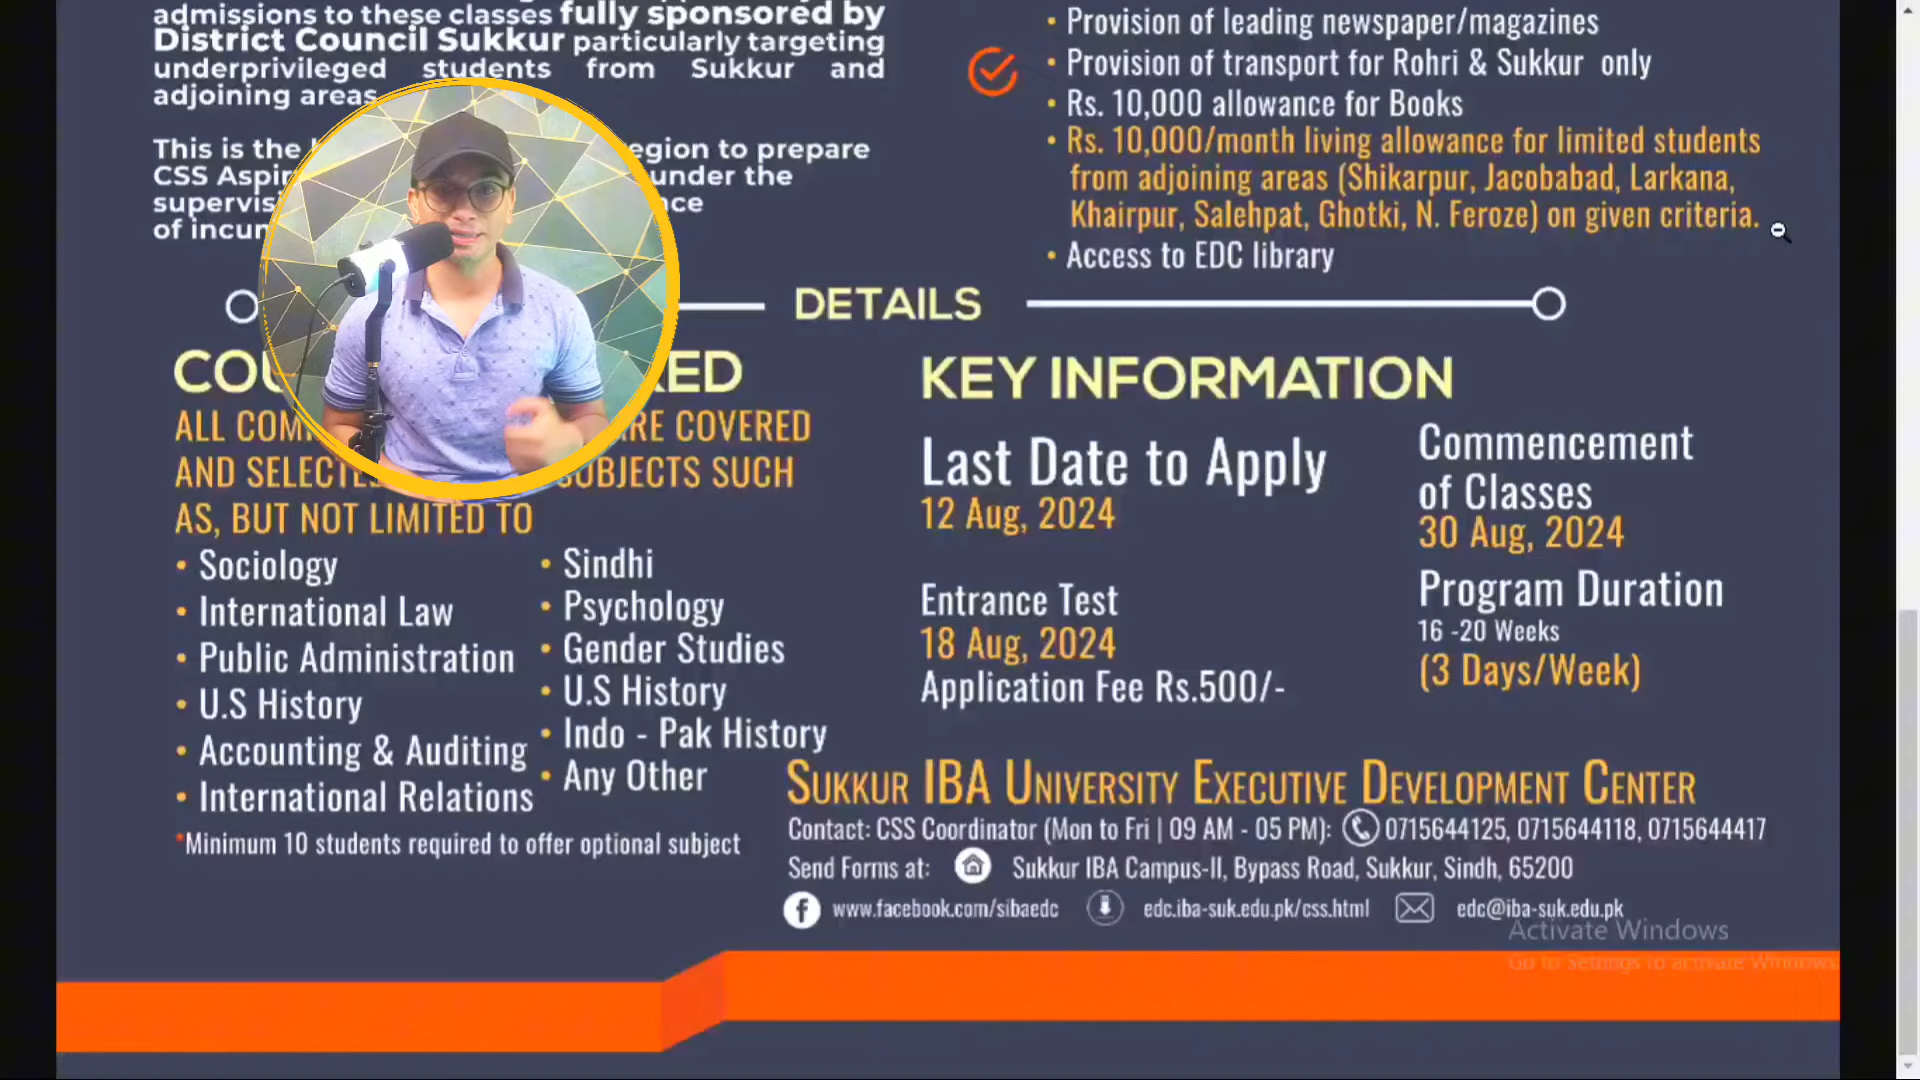 admissions to these classes fully sponsored by
District Council Sukkur particularly targeting
underprivileged students from Sukkur and
adjoining areas
This is the egion to prepare
CSS under the
of
• Provision of leading newspaper/magazines
• Provision of transport for Rohri & Sukkur only
• Rs. 10,000 allowance for Books
• Rs. 10,000/month living allowance for limited students
from adjoining areas (Shikarpur, Jacobabad, Larkana,
Khairpur, Salehpat, Ghotki, N. Feroze) on given criteria.
• Access to EDC library
DETAILS
ALL COVERED
AND SUBJECTS SUCH
AS, BUT NOT LIMITED TO
• Sociology
• International Law
• Public Administration
• U.S History
• Accounting & Auditing
• International Relations
• Sindhi
• Psychology
• Gender Studies
• U.S History
• Indo - Pak History
• Any Other
*Minimum 10 students required to offer optional subject
KEY INFORMATION
Last Date to Apply
12 Aug, 2024
Entrance Test
18 Aug, 2024
Application Fee Rs.500/-
Commencement
of Classes
30 Aug, 2024
Program Duration
16 -20 Weeks
(3 Days/Week)
SUKKUR IBA UNIVERSITY EXECUTIVE DEVELOPMENT CENTER
Contact: CSS Coordinator (Mon to Fri | 09 AM - 05 PM): 0715644125, 0715644118, 0715644417
Send Forms at: Sukkur IBA Campus-II, Bypass Road, Sukkur, Sindh, 65200
www.facebook.com/sibaedc edc.iba-suk.edu.pk/css.html edc@iba-suk.edu.pk
Activate Windows
Go to Settings to activate Windows.